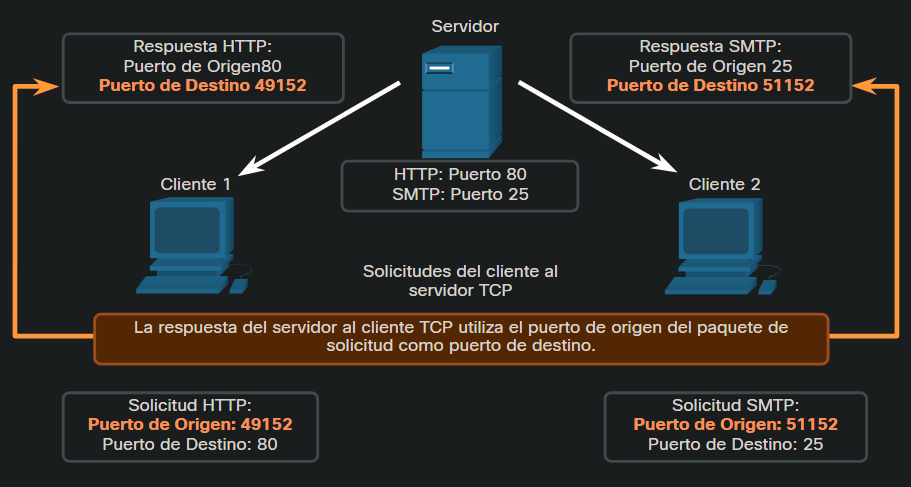 Servidor
Respuesta HTTP:
Puerto de Origen80
Puerto de Destino 49152
Respuesta SMTP:
Puerto de Origen 25
Puerto de Destino 51152
HTTP: Puerto 80
SMTP: Puerto 25
Cliente 1
Cliente 2
Solicitudes del cliente al
servidor TCP
La respuesta del servidor al cliente TCP utiliza el puerto de origen del paquete de
solicitud como puerto de destino.
Solicitud HTTP:
Puerto de Origen: 49152
Puerto de Destino: 80
Solicitud SMTP:
Puerto de Origen: 51152
Puerto de Destino: 25